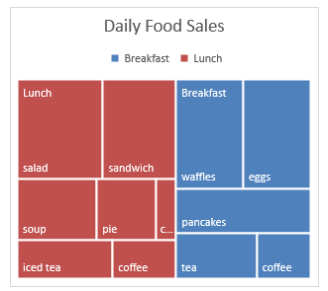 Daily Food Sales
Breakfast Lunch
Lunch
salad
sandwich
soup
pie
c...
iced tea
coffee
Breakfast
waffles
eggs
pancakes
tea
coffee